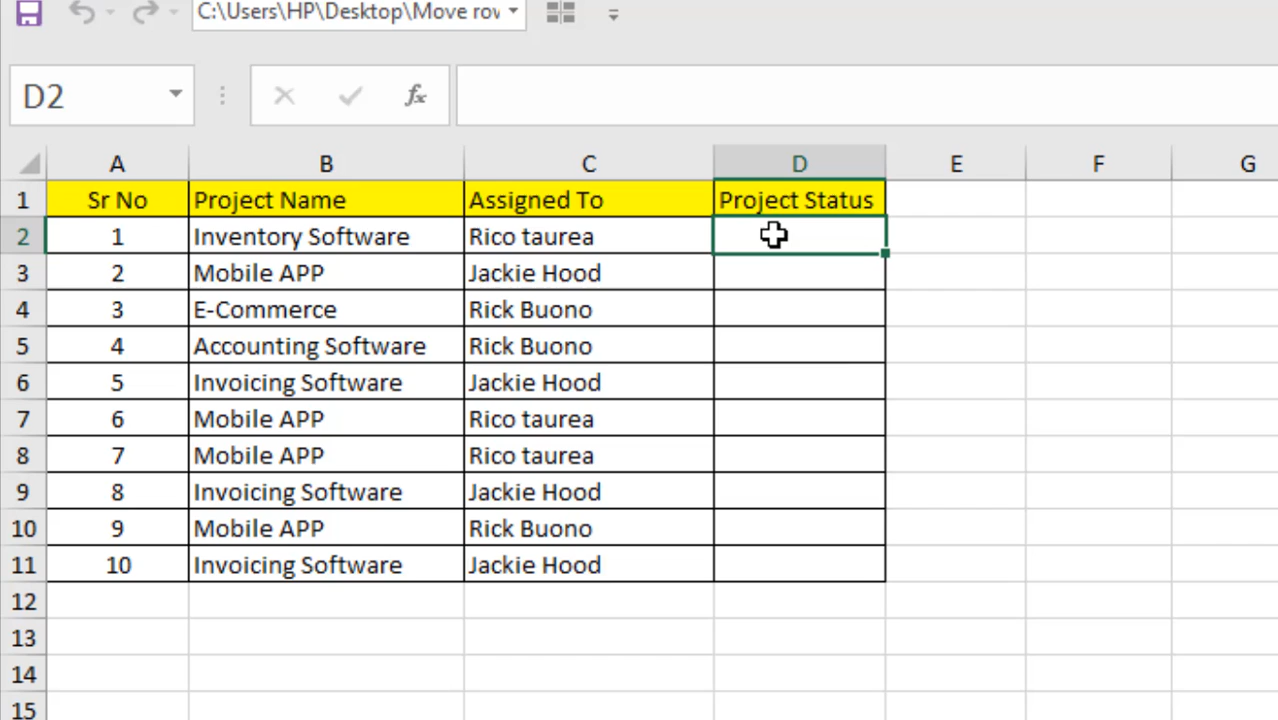 C:\Users\HP\Desktop\Move rov
D2 fx
A B C D E F G
1 Sr No Project Name Assigned To Project Status
2 1 Inventory Software Rico taurea
3 2 Mobile APP Jackie Hood
4 3 E-Commerce Rick Buono
5 4 Accounting Software Rick Buono
6 5 Invoicing Software Jackie Hood
7 6 Mobile APP Rico taurea
8 7 Mobile APP Rico taurea
9 8 Invoicing Software Jackie Hood
10 9 Mobile APP Rick Buono
11 10 Invoicing Software Jackie Hood
12
13
14
15